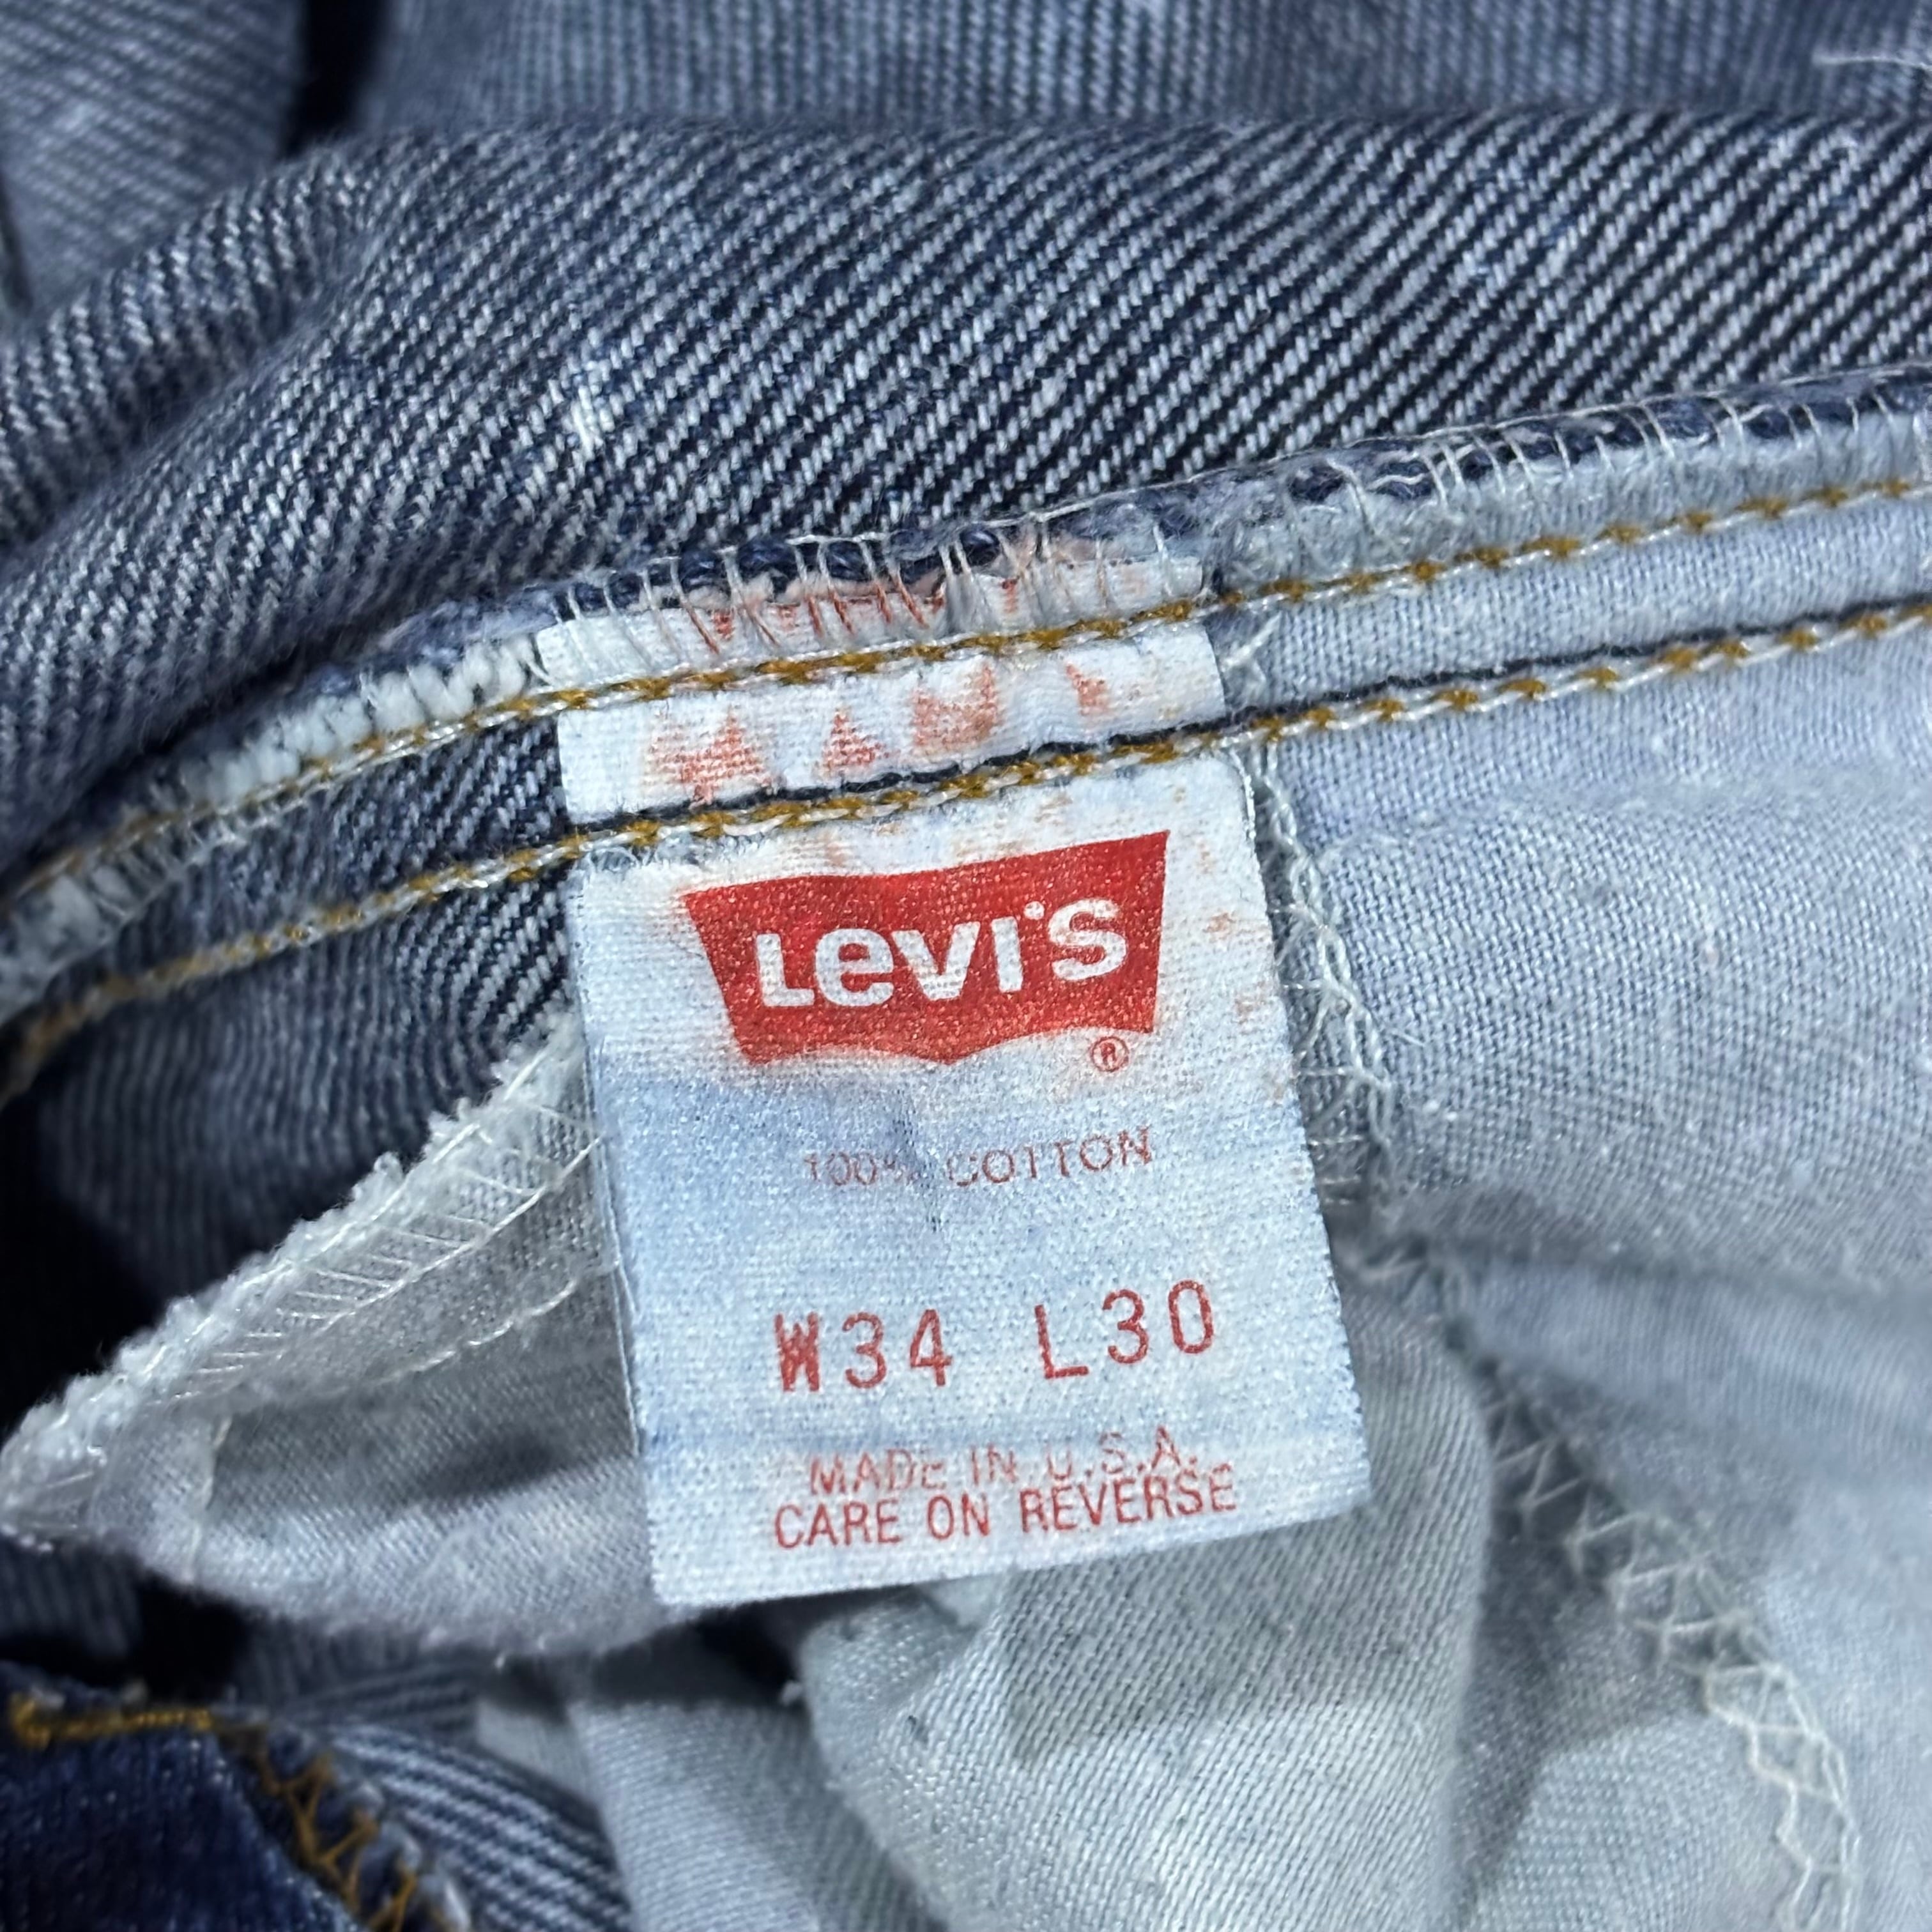 Levi's
®
100% COTTON
W34 L30
MADE IN U.S.A.
CARE ON REVERSE